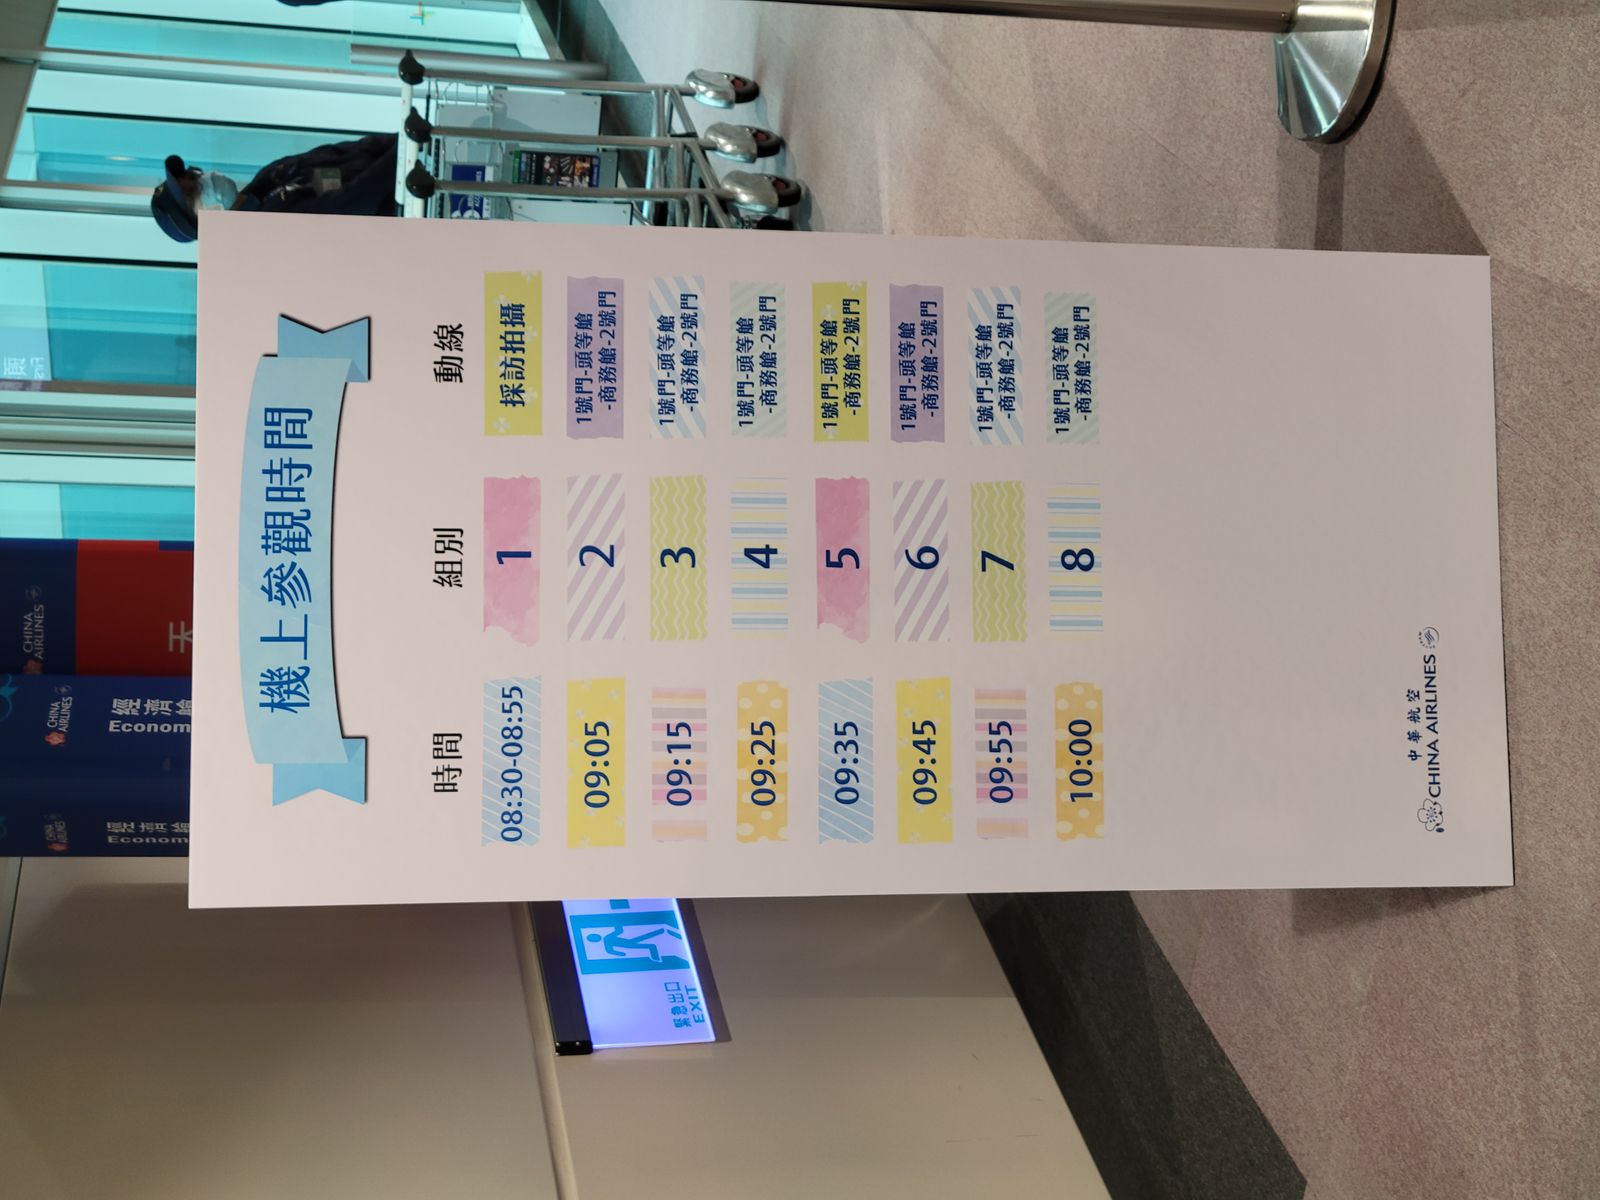 機上參觀時間
時間 組別 動線
08:30-08:55 1 採訪拍攝
09:05 2 1號門-頭等艙
-商務艙-2號門
09:15 3 1號門-頭等艙
-商務艙-2號門
09:25 4 1號門-頭等艙
-商務艙-2號門
09:35 5 1號門-頭等艙
-商務艙-2號門
09:45 6 1號門-頭等艙
-商務艙-2號門
09:55 7 1號門-頭等艙
-商務艙-2號門
10:00 8 1號門-頭等艙
-商務艙-2號門
中華航空
CHINA AIRLINES
緊急出口
EXIT
CHINA AIRLINES
經濟艙
Econom
CHINA AIRLINES
經濟艙
Econom
CHINA AIRLINES
天